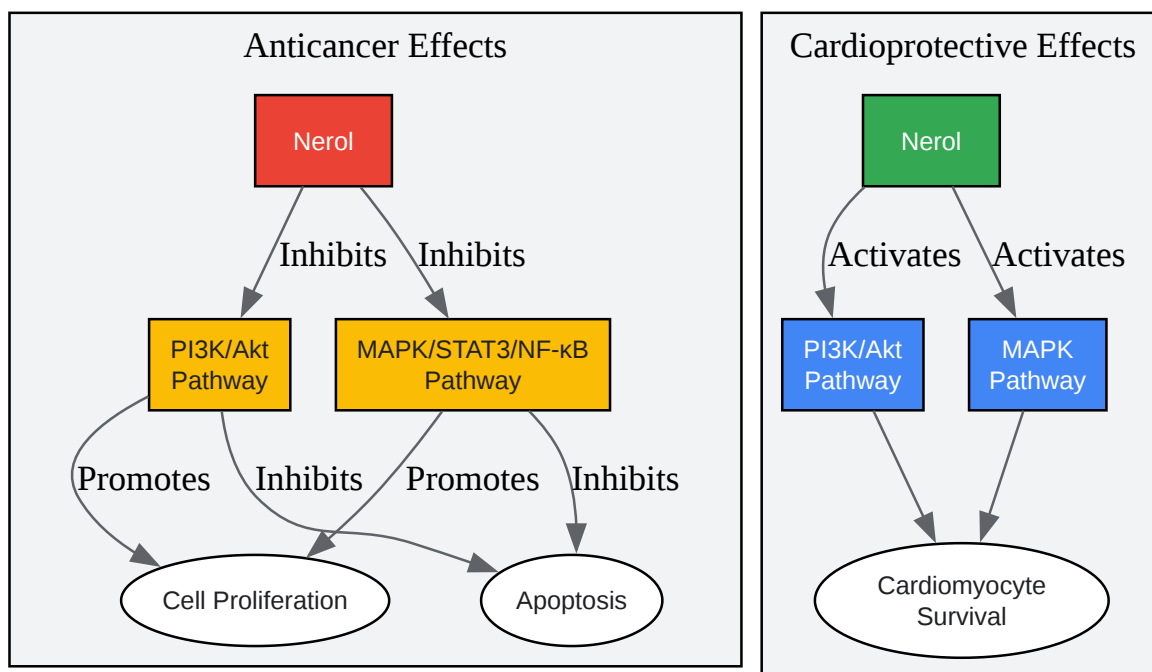 Anticancer Effects
Nerol
Inhibits
Inhibits
PI3K/Akt
Pathway
MAPK/STAT3/NF-κB
Pathway
Promotes
Inhibits
Promotes
Inhibits
Cell Proliferation
Apoptosis
Cardioprotective Effects
Nerol
Activates
Activates
PI3K/Akt
Pathway
MAPK
Pathway
Cardiomyocyte
Survival